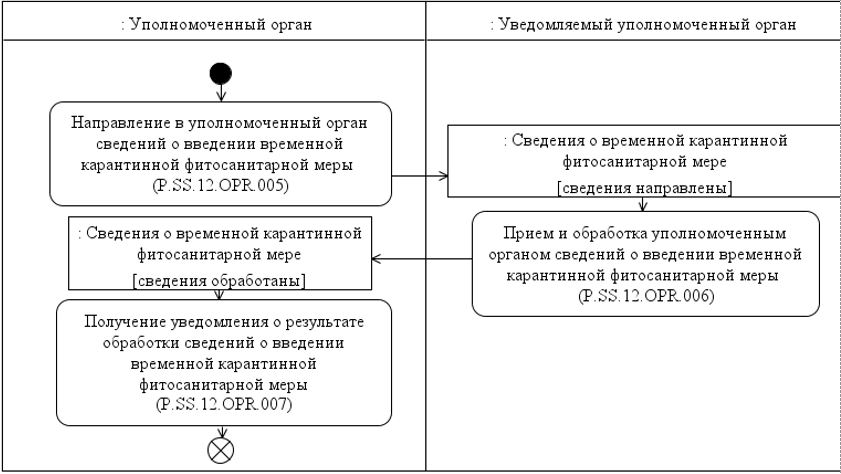 : Уполномоченный орган
: Уведомляемый уполномоченный орган
Направление в уполномоченный орган
сведений о введении временной
карантинной фитосанитарной меры
(P.SS.12.OPR.005)
: Сведения о временной карантинной
фитосанитарной мере
[сведения направлены]
Прием и обработка уполномоченным
органом сведений о введении временной
карантинной фитосанитарной меры
(P.SS.12.OPR.006)
: Сведения о временной карантинной
фитосанитарной мере
[сведения обработаны]
Получение уведомления о результате
обработки сведений о введении
временной карантинной
фитосанитарной меры
(P.SS.12.OPR.007)